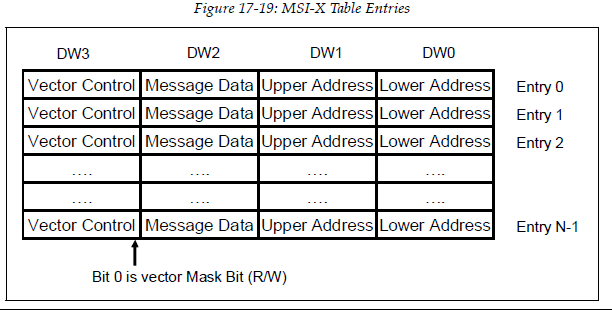 Figure 17-19: MSI-X Table Entries
DW3 DW2 DW1 DW0
Vector Control Message Data Upper Address Lower Address Entry 0
Vector Control Message Data Upper Address Lower Address Entry 1
Vector Control Message Data Upper Address Lower Address Entry 2
.... .... .... ....
.... .... .... ....
Vector Control Message Data Upper Address Lower Address Entry N-1
Bit 0 is vector Mask Bit (R/W)